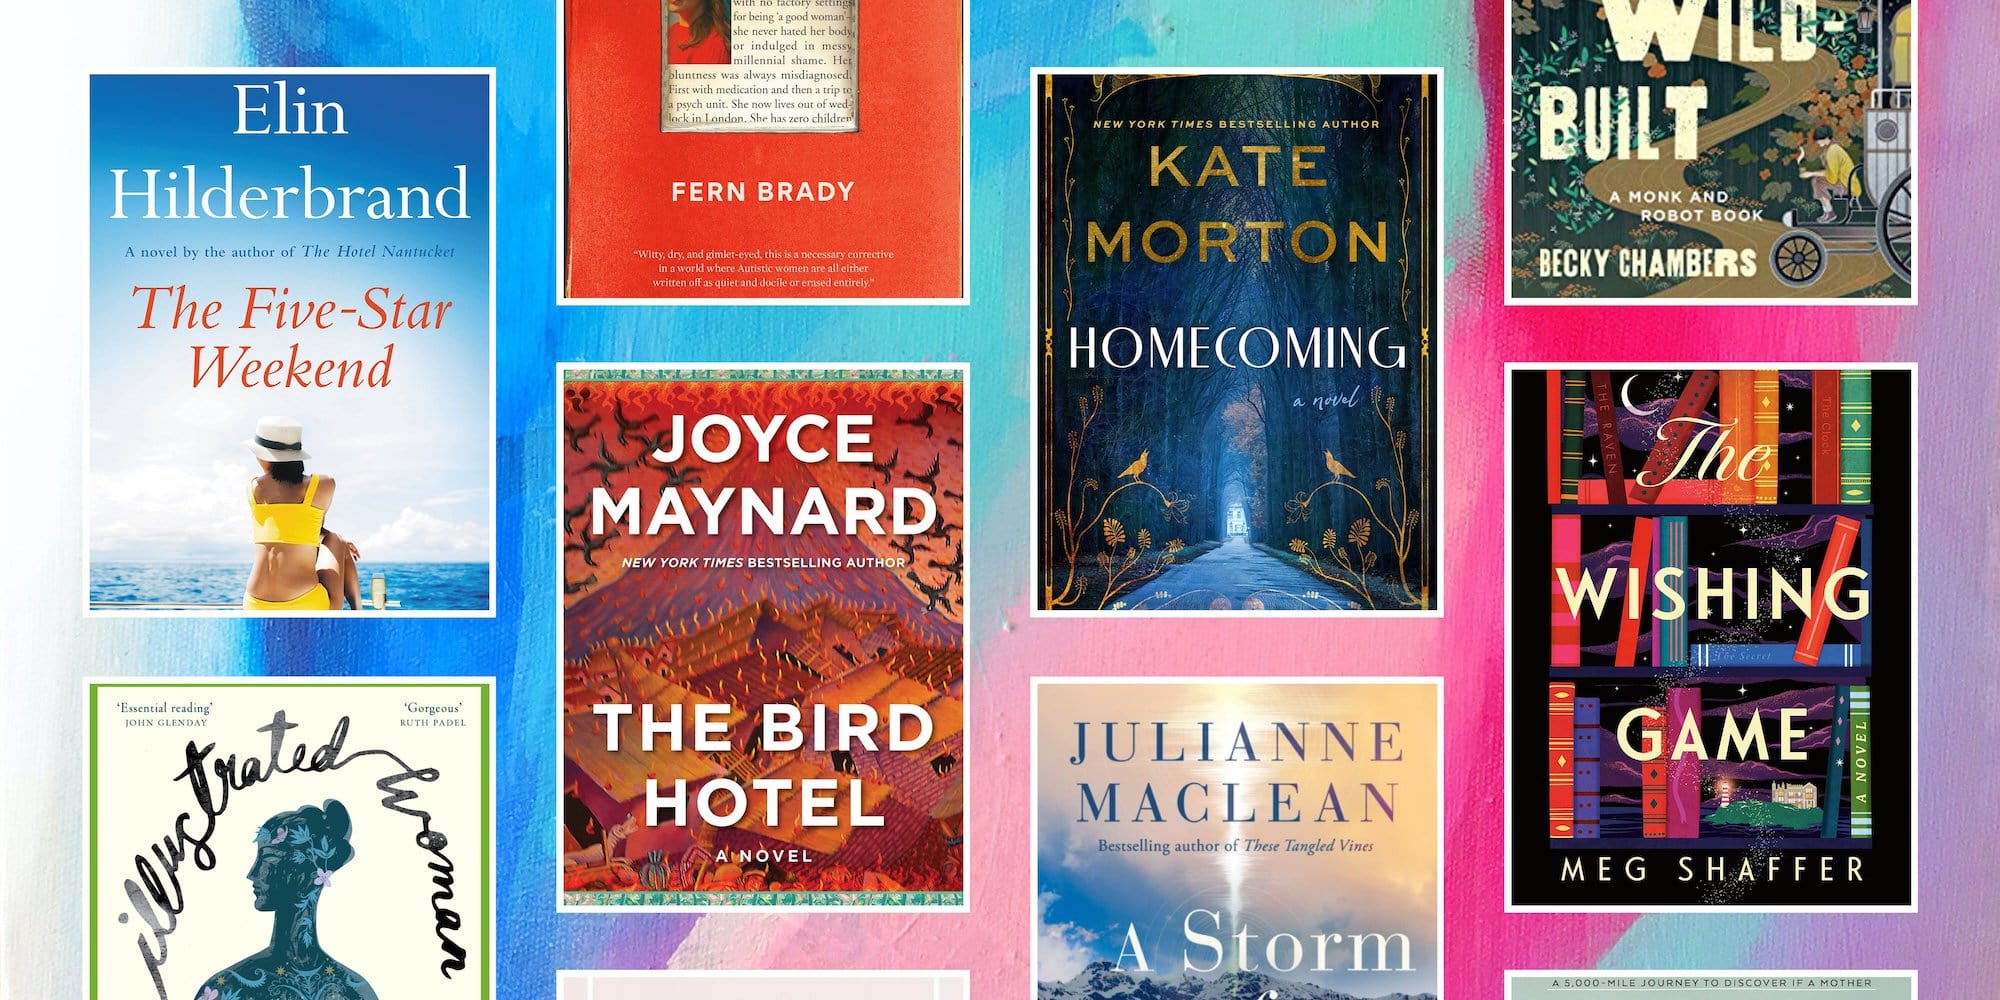 Elin
Hilderbrand
A novel by the author of The Hotel Nantucket
The Five-Star
Weekend
'Essential reading'
JOHN GLENDAY
'Gorgeous'
RUTH PADEL
illustrated
Woman
with no factory settings
for being 'a good woman'—
she never hated her body
or indulged in messy
millennial shame. Her
bluntness was always misdiagnosed.
First with medication and then a trip to
a psych unit. She now lives out of wed-
lock in London. She has zero children
FERN BRADY
"Witty, dry, and gimlet-eyed, this is a necessary corrective
in a world where Autistic women are all either
written off as quiet and docile or erased entirely."
JOYCE
MAYNARD
NEW YORK TIMES BESTSELLING AUTHOR
THE BIRD
HOTEL
A NOVEL
NEW YORK TIMES BESTSELLING AUTHOR
KATE
MORTON
HOMECOMING
a novel
JULIANNE
MACLEAN
Bestselling author of These Tangled Vines
A Storm
WILD-
BUILT
A MONK AND
ROBOT BOOK
BECKY CHAMBERS
THE RAVEN
The Clock
The
WISHING
The Secret
GAME
A NOVEL
MEG SHAFFER
A 5,000-MILE JOURNEY TO DISCOVER IF A MOTHER